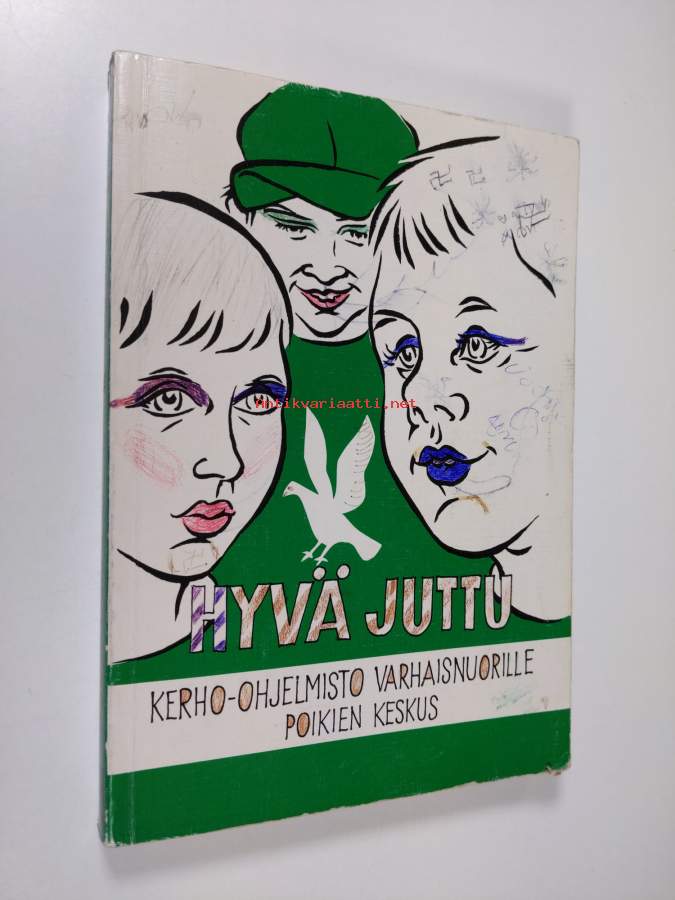 antikvariaatti.net
HYVÄ JUTTU
KERHO-OHJELMISTO VARHAISNUORILLE
POIKIEN KESKUS